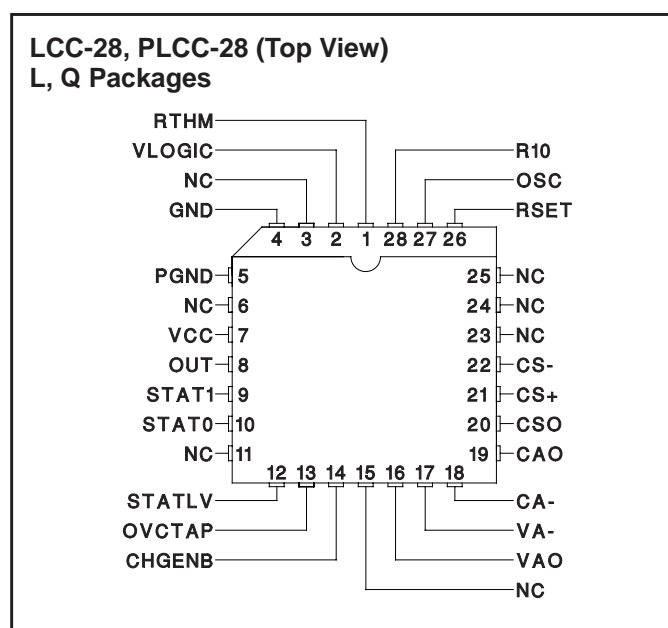 LCC-28, PLCC-28 (Top View)
L, Q Packages
RTHM
VLOGIC
NC
GND
R10
OSC
RSET
4 3 2 1 28 27 26
PGND 5
NC 6
VCC 7
OUT 8
STAT1 9
STAT0 10
NC 11
25 NC
24 NC
23 NC
22 CS-
21 CS+
20 CSO
19 CAO
12 13 14 15 16 17 18
STATLV
OVCTAP
CHGENB
CA-
VA-
VAO
NC